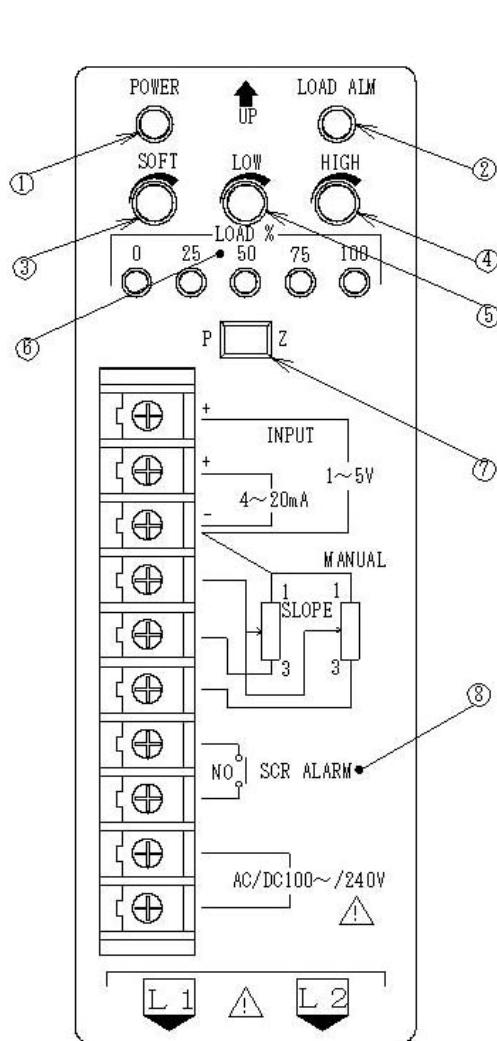 POWER LOAD ALM
UP
① ②
SOFT LOW HIGH
③ ④
LOAD %
0 25 50 75 100
⑤
⑥
P Z
⑦
+
INPUT
+ 1～5V
4～20mA
-
MANUAL
1 1
SLOPE
3 3
⑧
NO SCR ALARM
AC/DC100～/240V
L1 L2